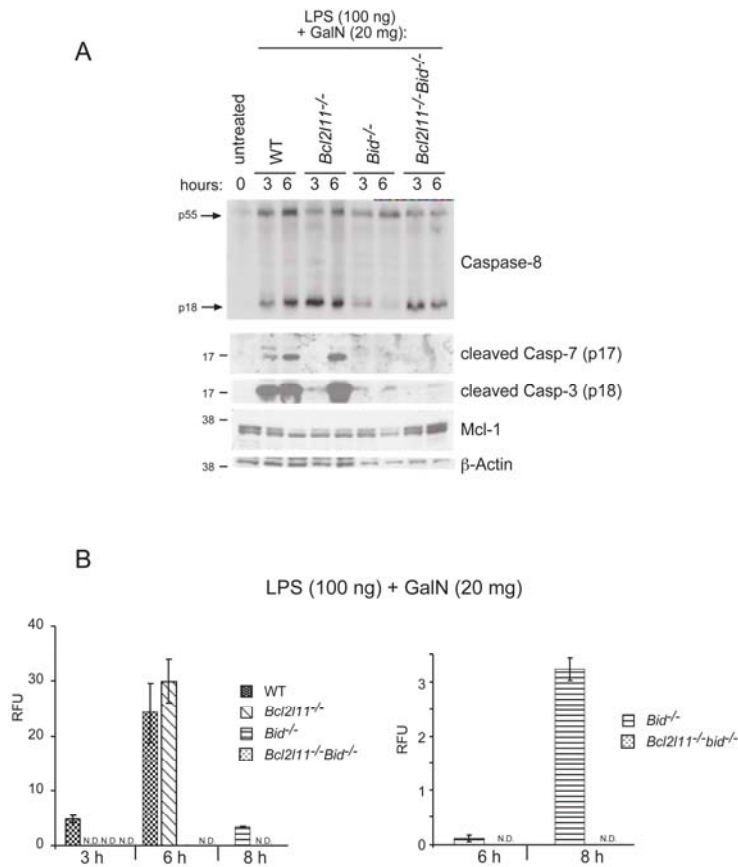 A
LPS (100 ng)
+ GalN (20 mg):
untreated
WT
Bcl2l11-/-
Bid-/-
Bcl2l11-/-Bid-/-
hours: 0 3 6 3 6 3 6 3 6
p55
Caspase-8
p18
17 cleaved Casp-7 (p17)
17 cleaved Casp-3 (p18)
38
Mcl-1
38 β-Actin
B
LPS (100 ng) + GalN (20 mg)
RFU
40
30
20
10
0
N.D. N.D. N.D.
N.D.
N.D.
3 h 6 h 8 h
WT
Bcl2l11-/-
Bid-/-
Bcl2l11-/-Bid-/-
RFU
3
2
1
0
N.D.
N.D.
6 h 8 h
Bid-/-
Bcl2l11-/-bid-/-